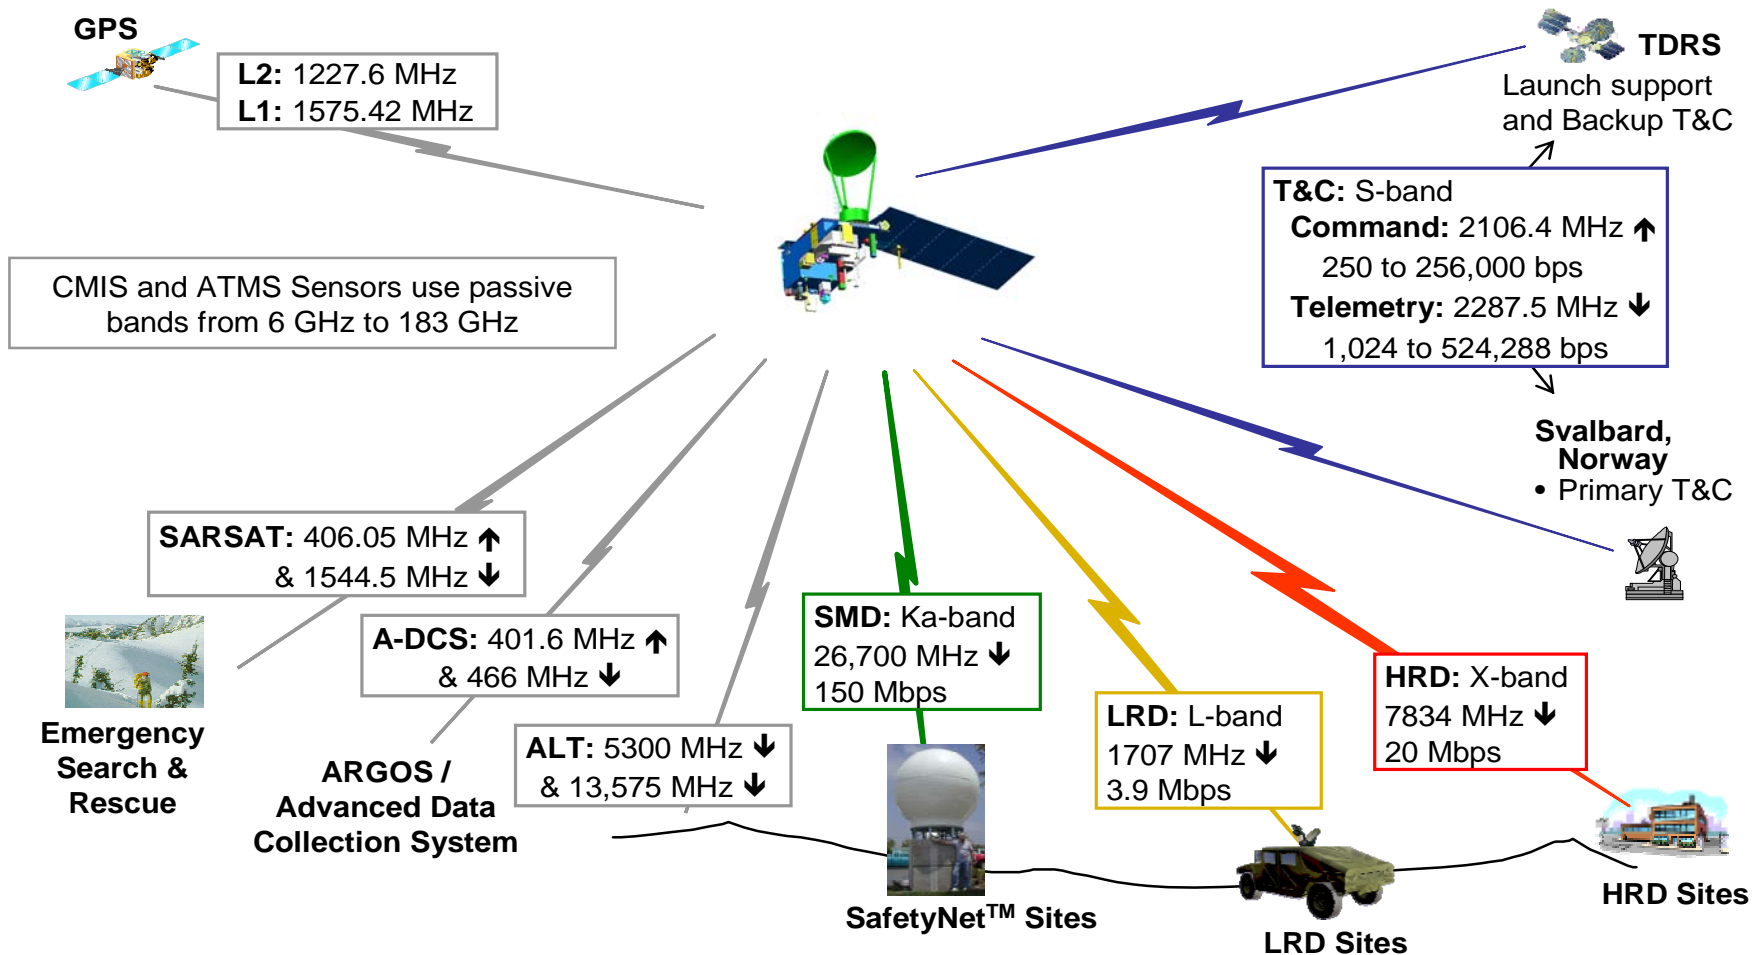 GPS
L2: 1227.6 MHz
L1: 1575.42 MHz
TDRS
Launch support
and Backup T&C
T&C: S-band
Command: 2106.4 MHz ↑
250 to 256,000 bps
Telemetry: 2287.5 MHz ↓
1,024 to 524,288 bps
CMIS and ATMS Sensors use passive
bands from 6 GHz to 183 GHz
Svalbard,
Norway
• Primary T&C
SARSAT: 406.05 MHz ↑
& 1544.5 MHz ↓
A-DCS: 401.6 MHz ↑
& 466 MHz ↓
ALT: 5300 MHz ↓
& 13,575 MHz ↓
SMD: Ka-band
26,700 MHz ↓
150 Mbps
LRD: L-band
1707 MHz ↓
3.9 Mbps
HRD: X-band
7834 MHz ↓
20 Mbps
Emergency
Search &
Rescue
ARGOS /
Advanced Data
Collection System
SafetyNet™ Sites
LRD Sites
HRD Sites